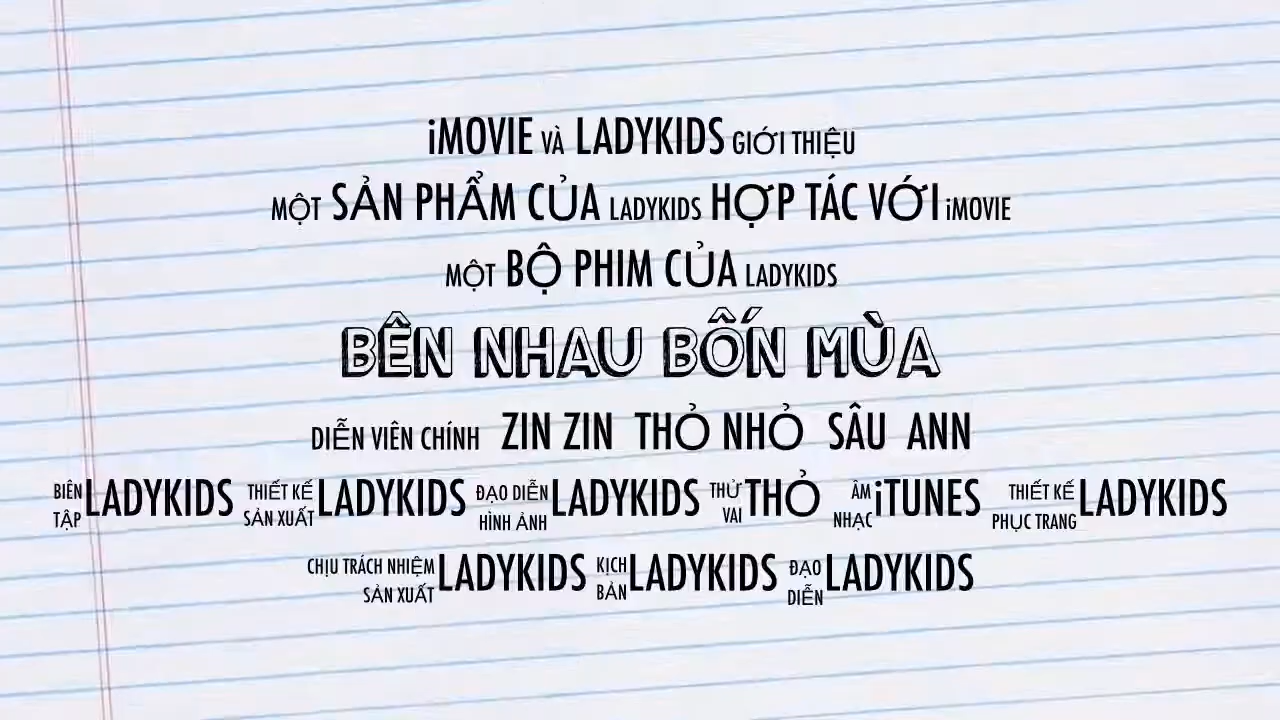 iMOVIE VÀ LADYKIDS GIỚI THIỆU
MỘT SẢN PHẨM CỦA LADYKIDS HỢP TÁC VỚI iMOVIE
MỘT BỘ PHIM CỦA LADYKIDS
BÊN NHAU BỐN MÙA
DIỄN VIÊN CHÍNH ZIN ZIN THỎ NHỎ SÂU ANN
BIÊN TẬP LADYKIDS THIẾT KẾ SẢN XUẤT LADYKIDS ĐẠO DIỄN HÌNH ẢNH LADYKIDS THỬ VAI THỎ ÂM NHẠC iTUNES THIẾT KẾ PHỤC TRANG LADYKIDS
CHỊU TRÁCH NHIỆM SẢN XUẤT LADYKIDS KỊCH BẢN LADYKIDS ĐẠO DIỄN LADYKIDS